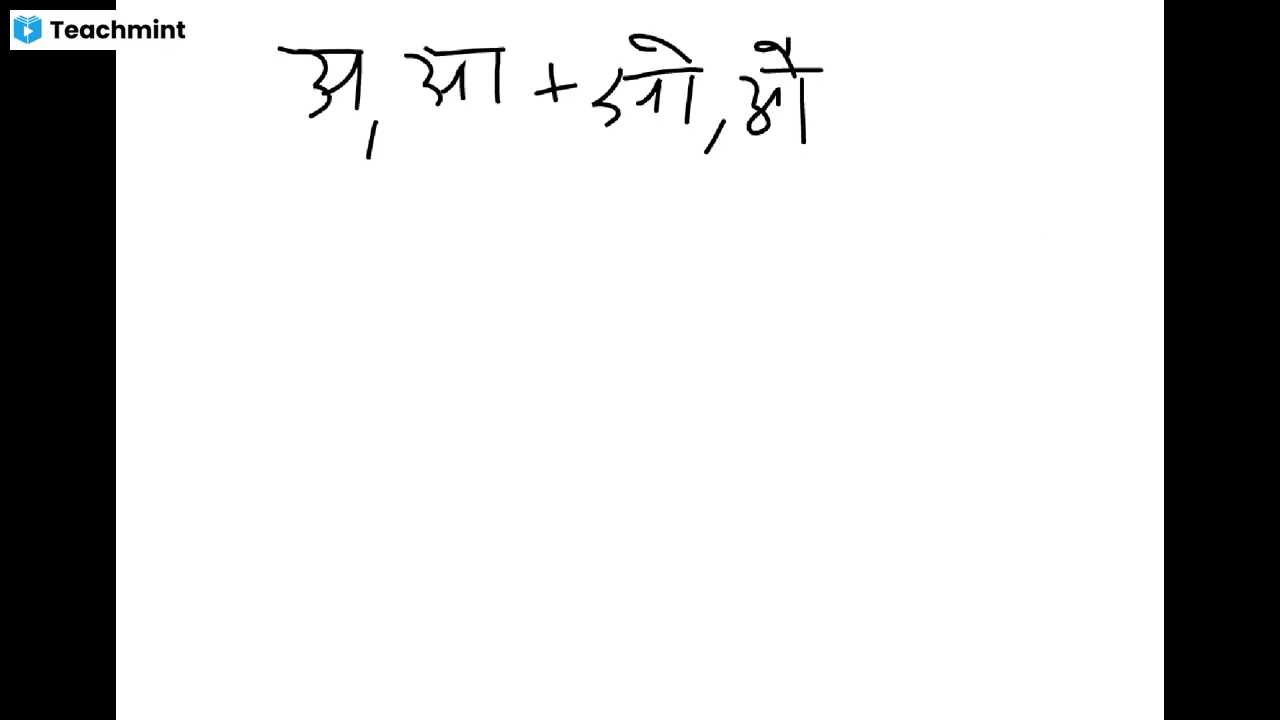 Teachmint
अ, आ + ओ, औ